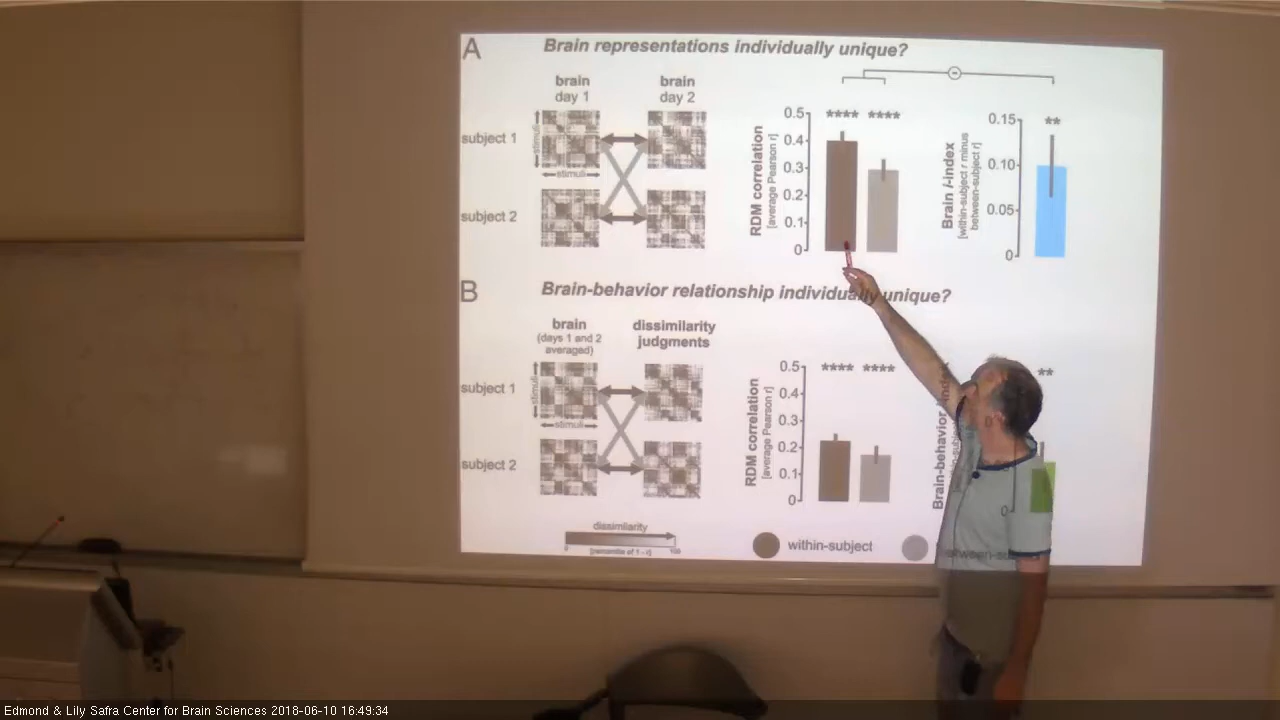 A
Brain representations individually unique?
brain
day 1
brain
day 2
subject 1
subject 2
stimuli
stimuli
RDM correlation
[average Pearson r]
0.5
0.4
0.3
0.2
0.1
0
****
****
Brain i-index
[within-subject r minus
between-subject r]
0.15
0.10
0.05
0
**
B
Brain-behavior relationship individually unique?
brain
(days 1 and 2
averaged)
dissimilarity
judgments
subject 1
subject 2
stimuli
stimuli
RDM correlation
[average Pearson r]
0.5
0.4
0.3
0.2
0.1
0
****
****
Brain-behavior
**
0
dissimilarity
0
[percentile of 1 - r]
100
within-subject
Edmond & Lily Safra Center for Brain Sciences 2018-06-10 16:49:34